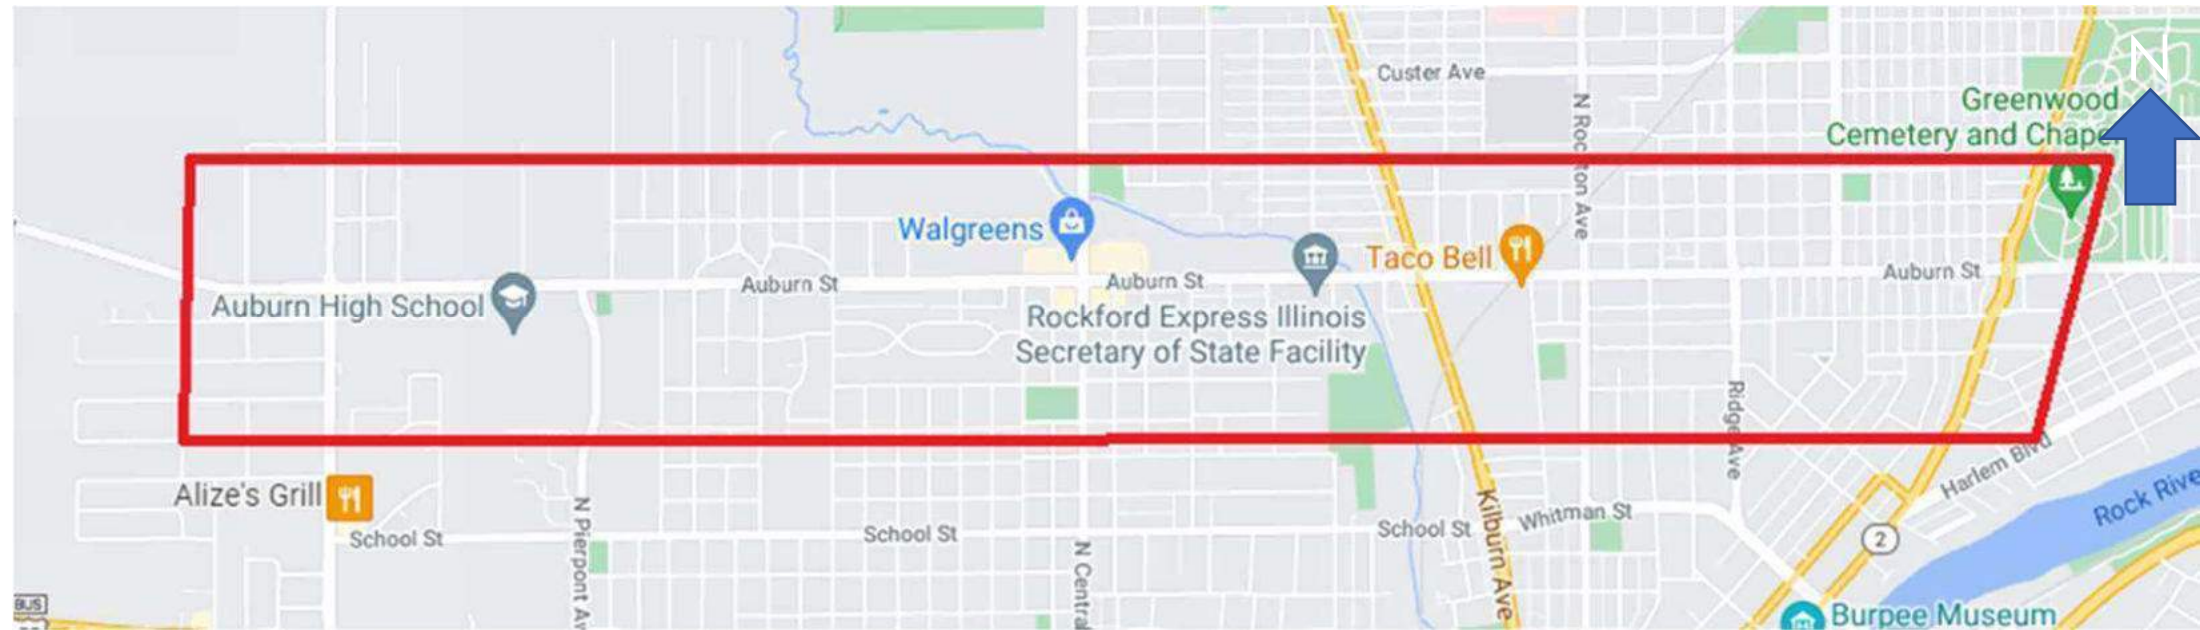 Custer Ave
N
Greenwood
Cemetery and Chapel
N Rockton Ave
Walgreens
Taco Bell
Auburn St
Auburn St
Auburn St
Auburn High School
Rockford Express Illinois
Secretary of State Facility
Ridge Ave
Harlem Blvd
Alize's Grill
School St
N Pierpont Av
School St
N Central
School St
Kilburn Ave
Whitman St
2
Rock Rive
BUS
Burpee Museum